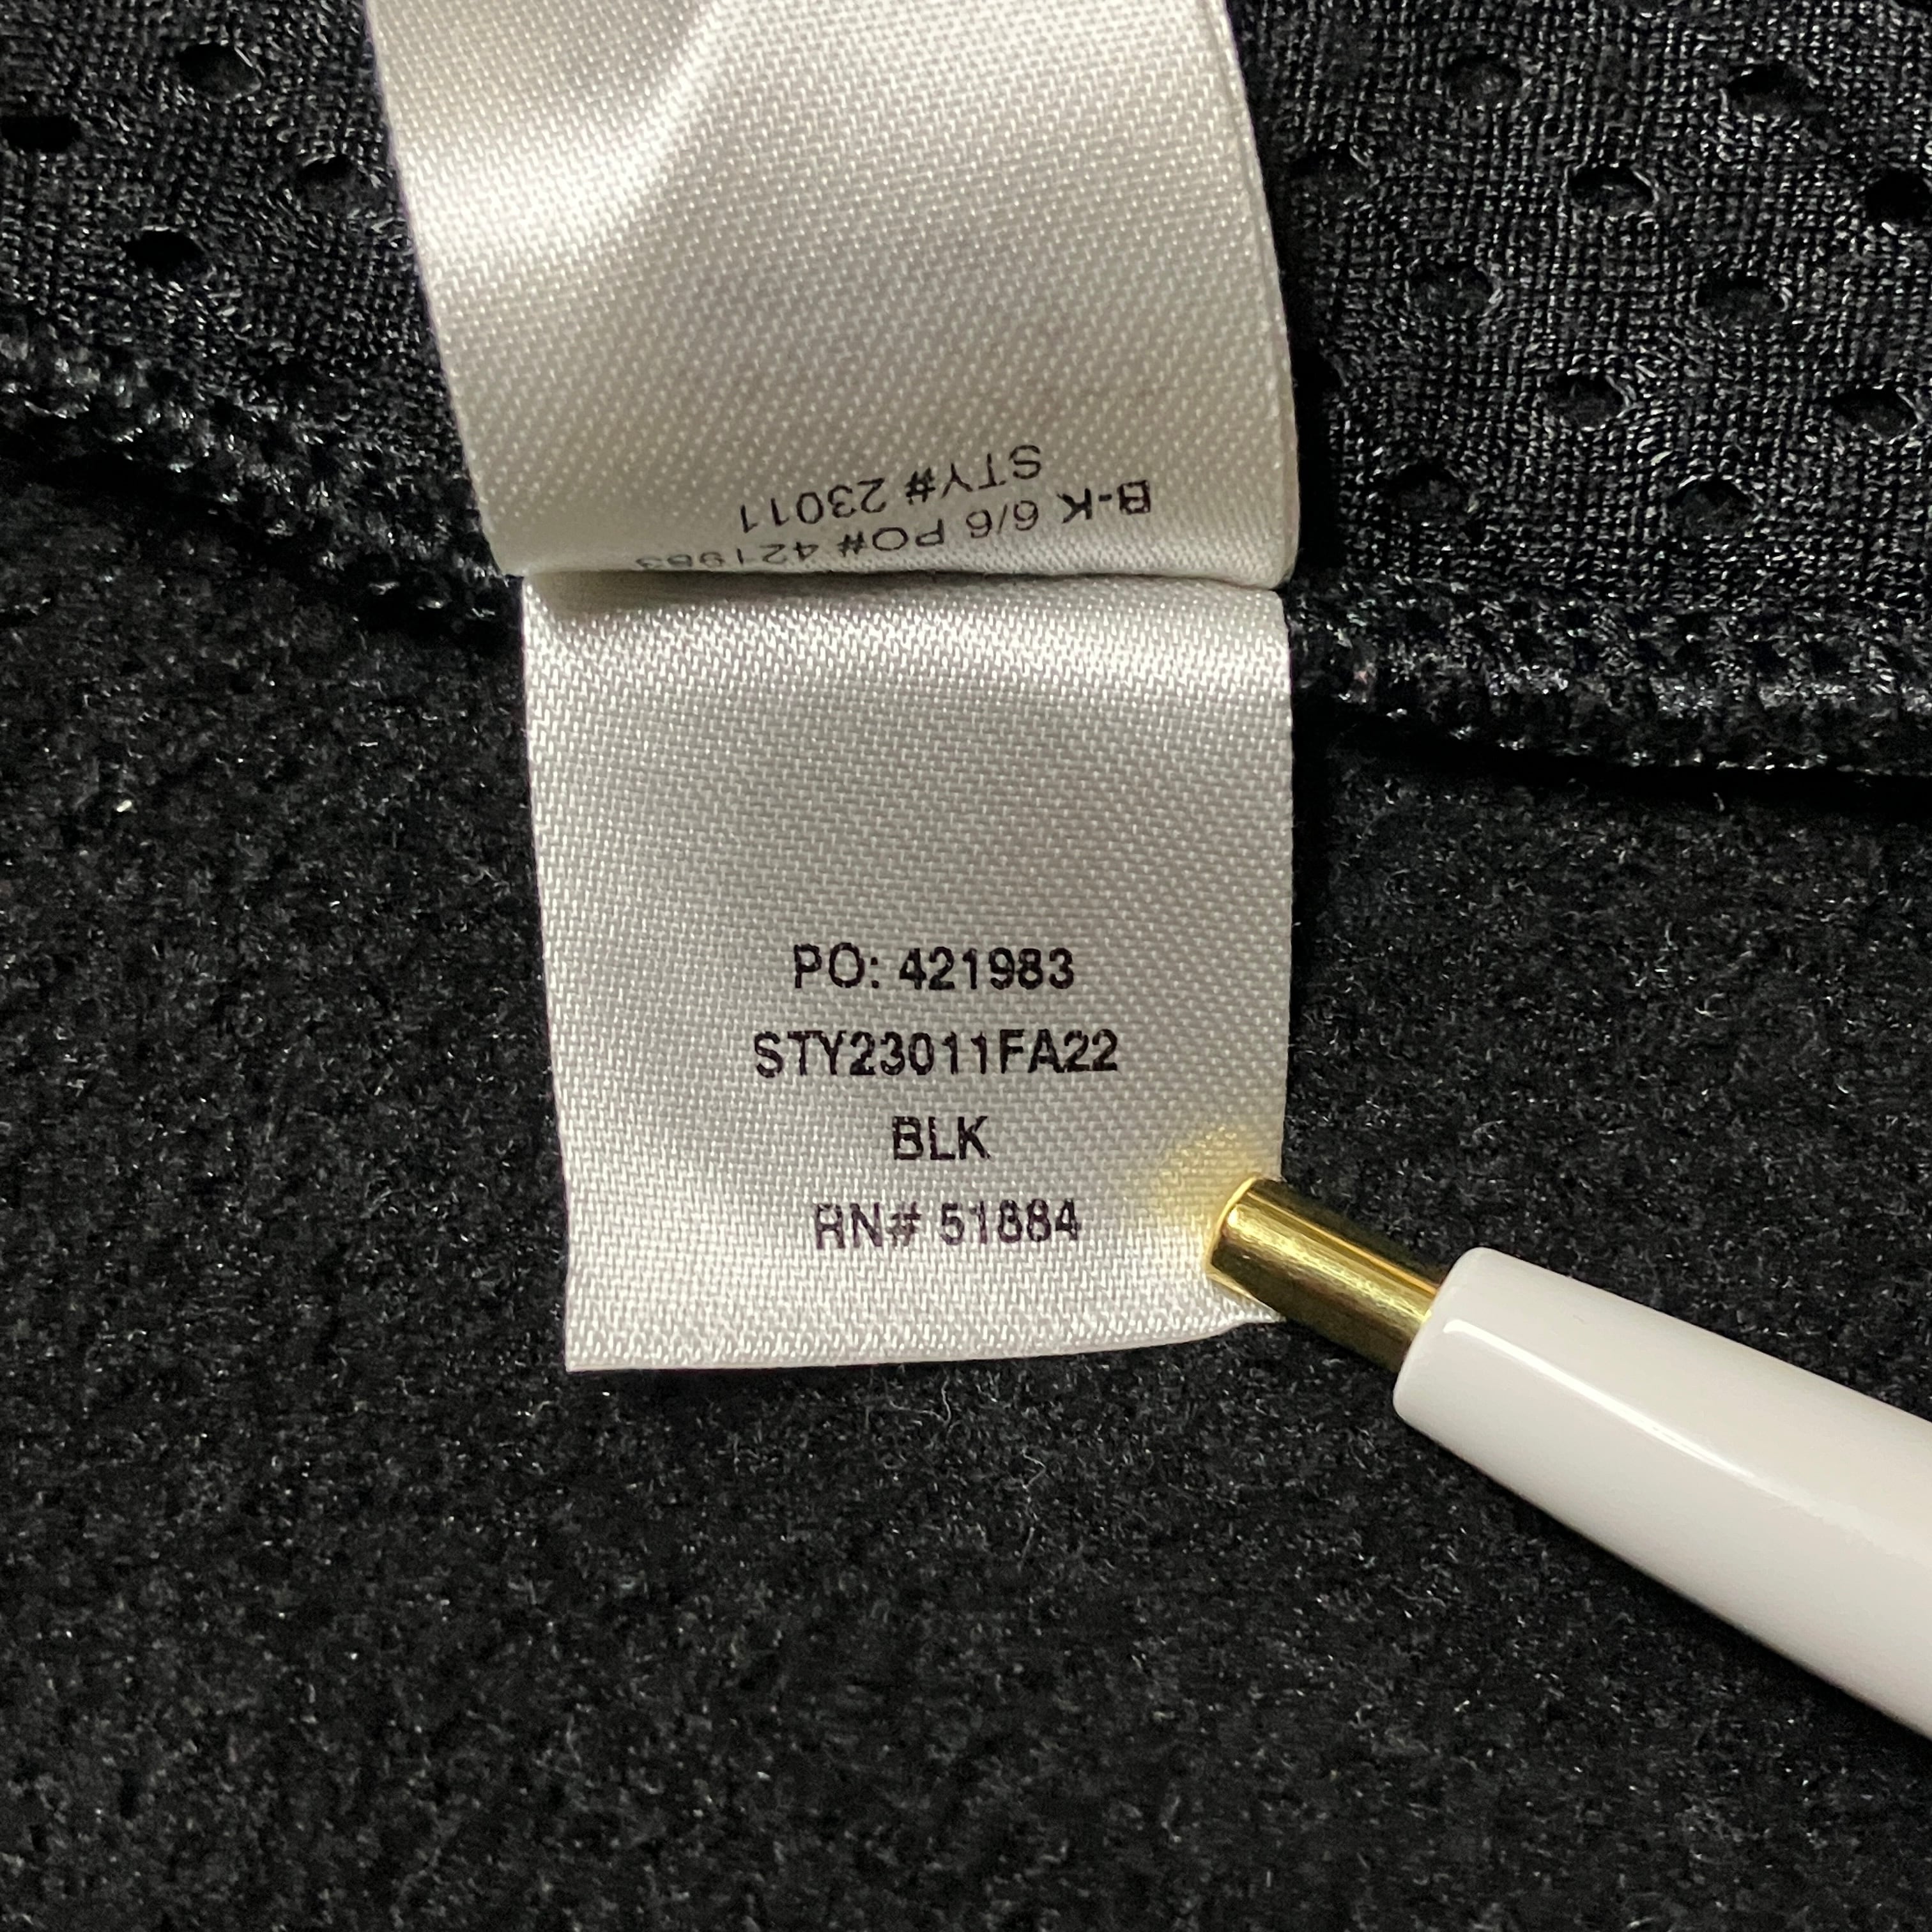 STY# 23011
B-K 6/6 PO# 421983
PO: 421983
STY23011FA22
BLK
RN# 51884